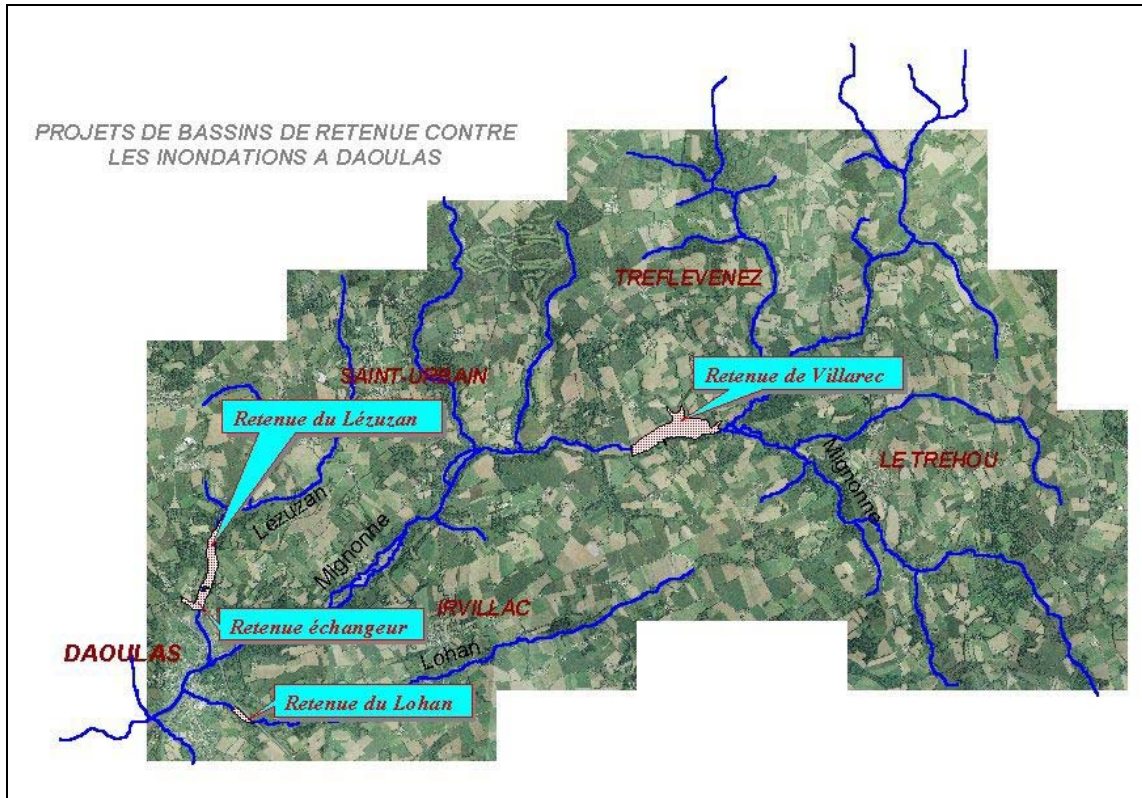 PROJETS DE BASSINS DE RETENUE CONTRE
LES INONDATIONS A DAOULAS
TREFLEVENEZ
SAINT-URBAIN
Retenue de Villarec
Retenue du Lézuzan
LE TREHOU
Mignonne
Lézuzan
Mignonne
IRVILLAC
Retenue échangeur
DAOULAS
Lohan
Retenue du Lohan